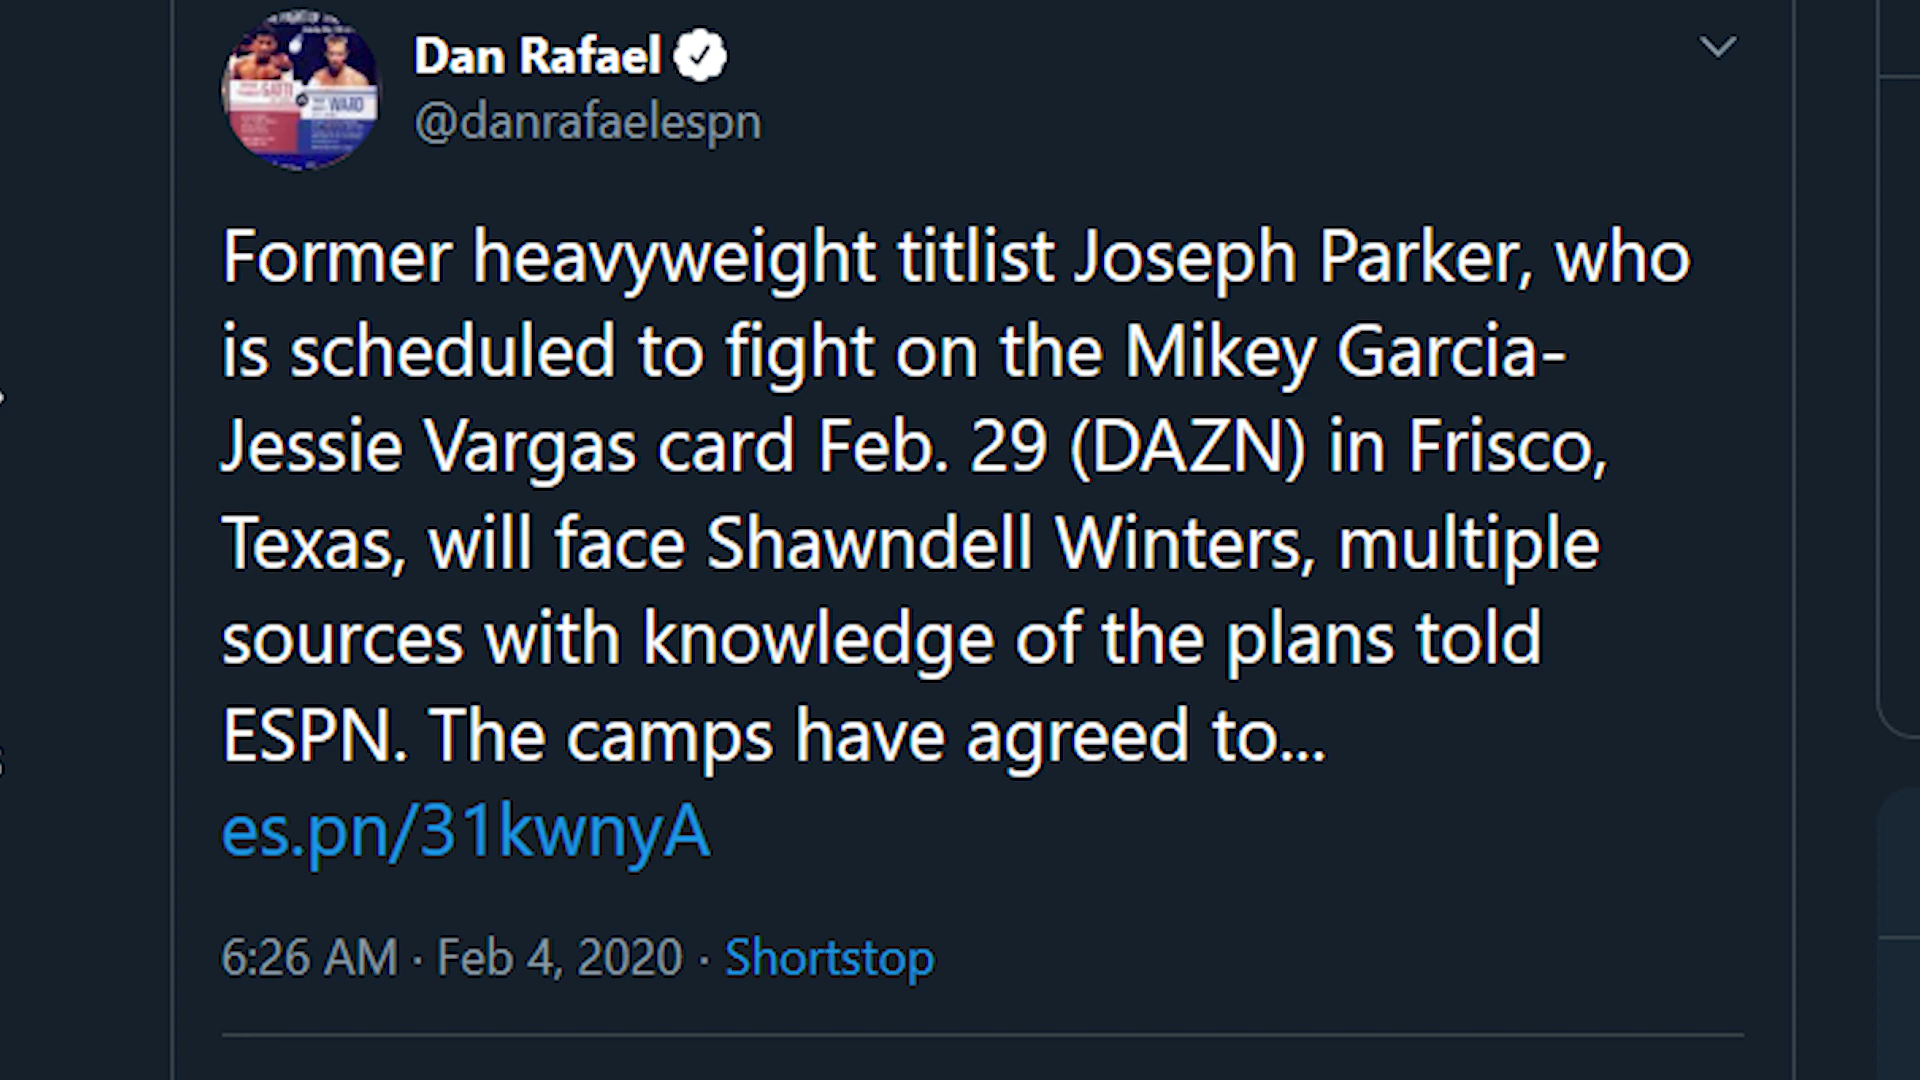 GATTI
WARD
Dan Rafael
@danrafaelespn
Former heavyweight titlist Joseph Parker, who
is scheduled to fight on the Mikey Garcia-
Jessie Vargas card Feb. 29 (DAZN) in Frisco,
Texas, will face Shawndell Winters, multiple
sources with knowledge of the plans told
ESPN. The camps have agreed to...
es.pn/31kwnyA
6:26 AM · Feb 4, 2020 · Shortstop